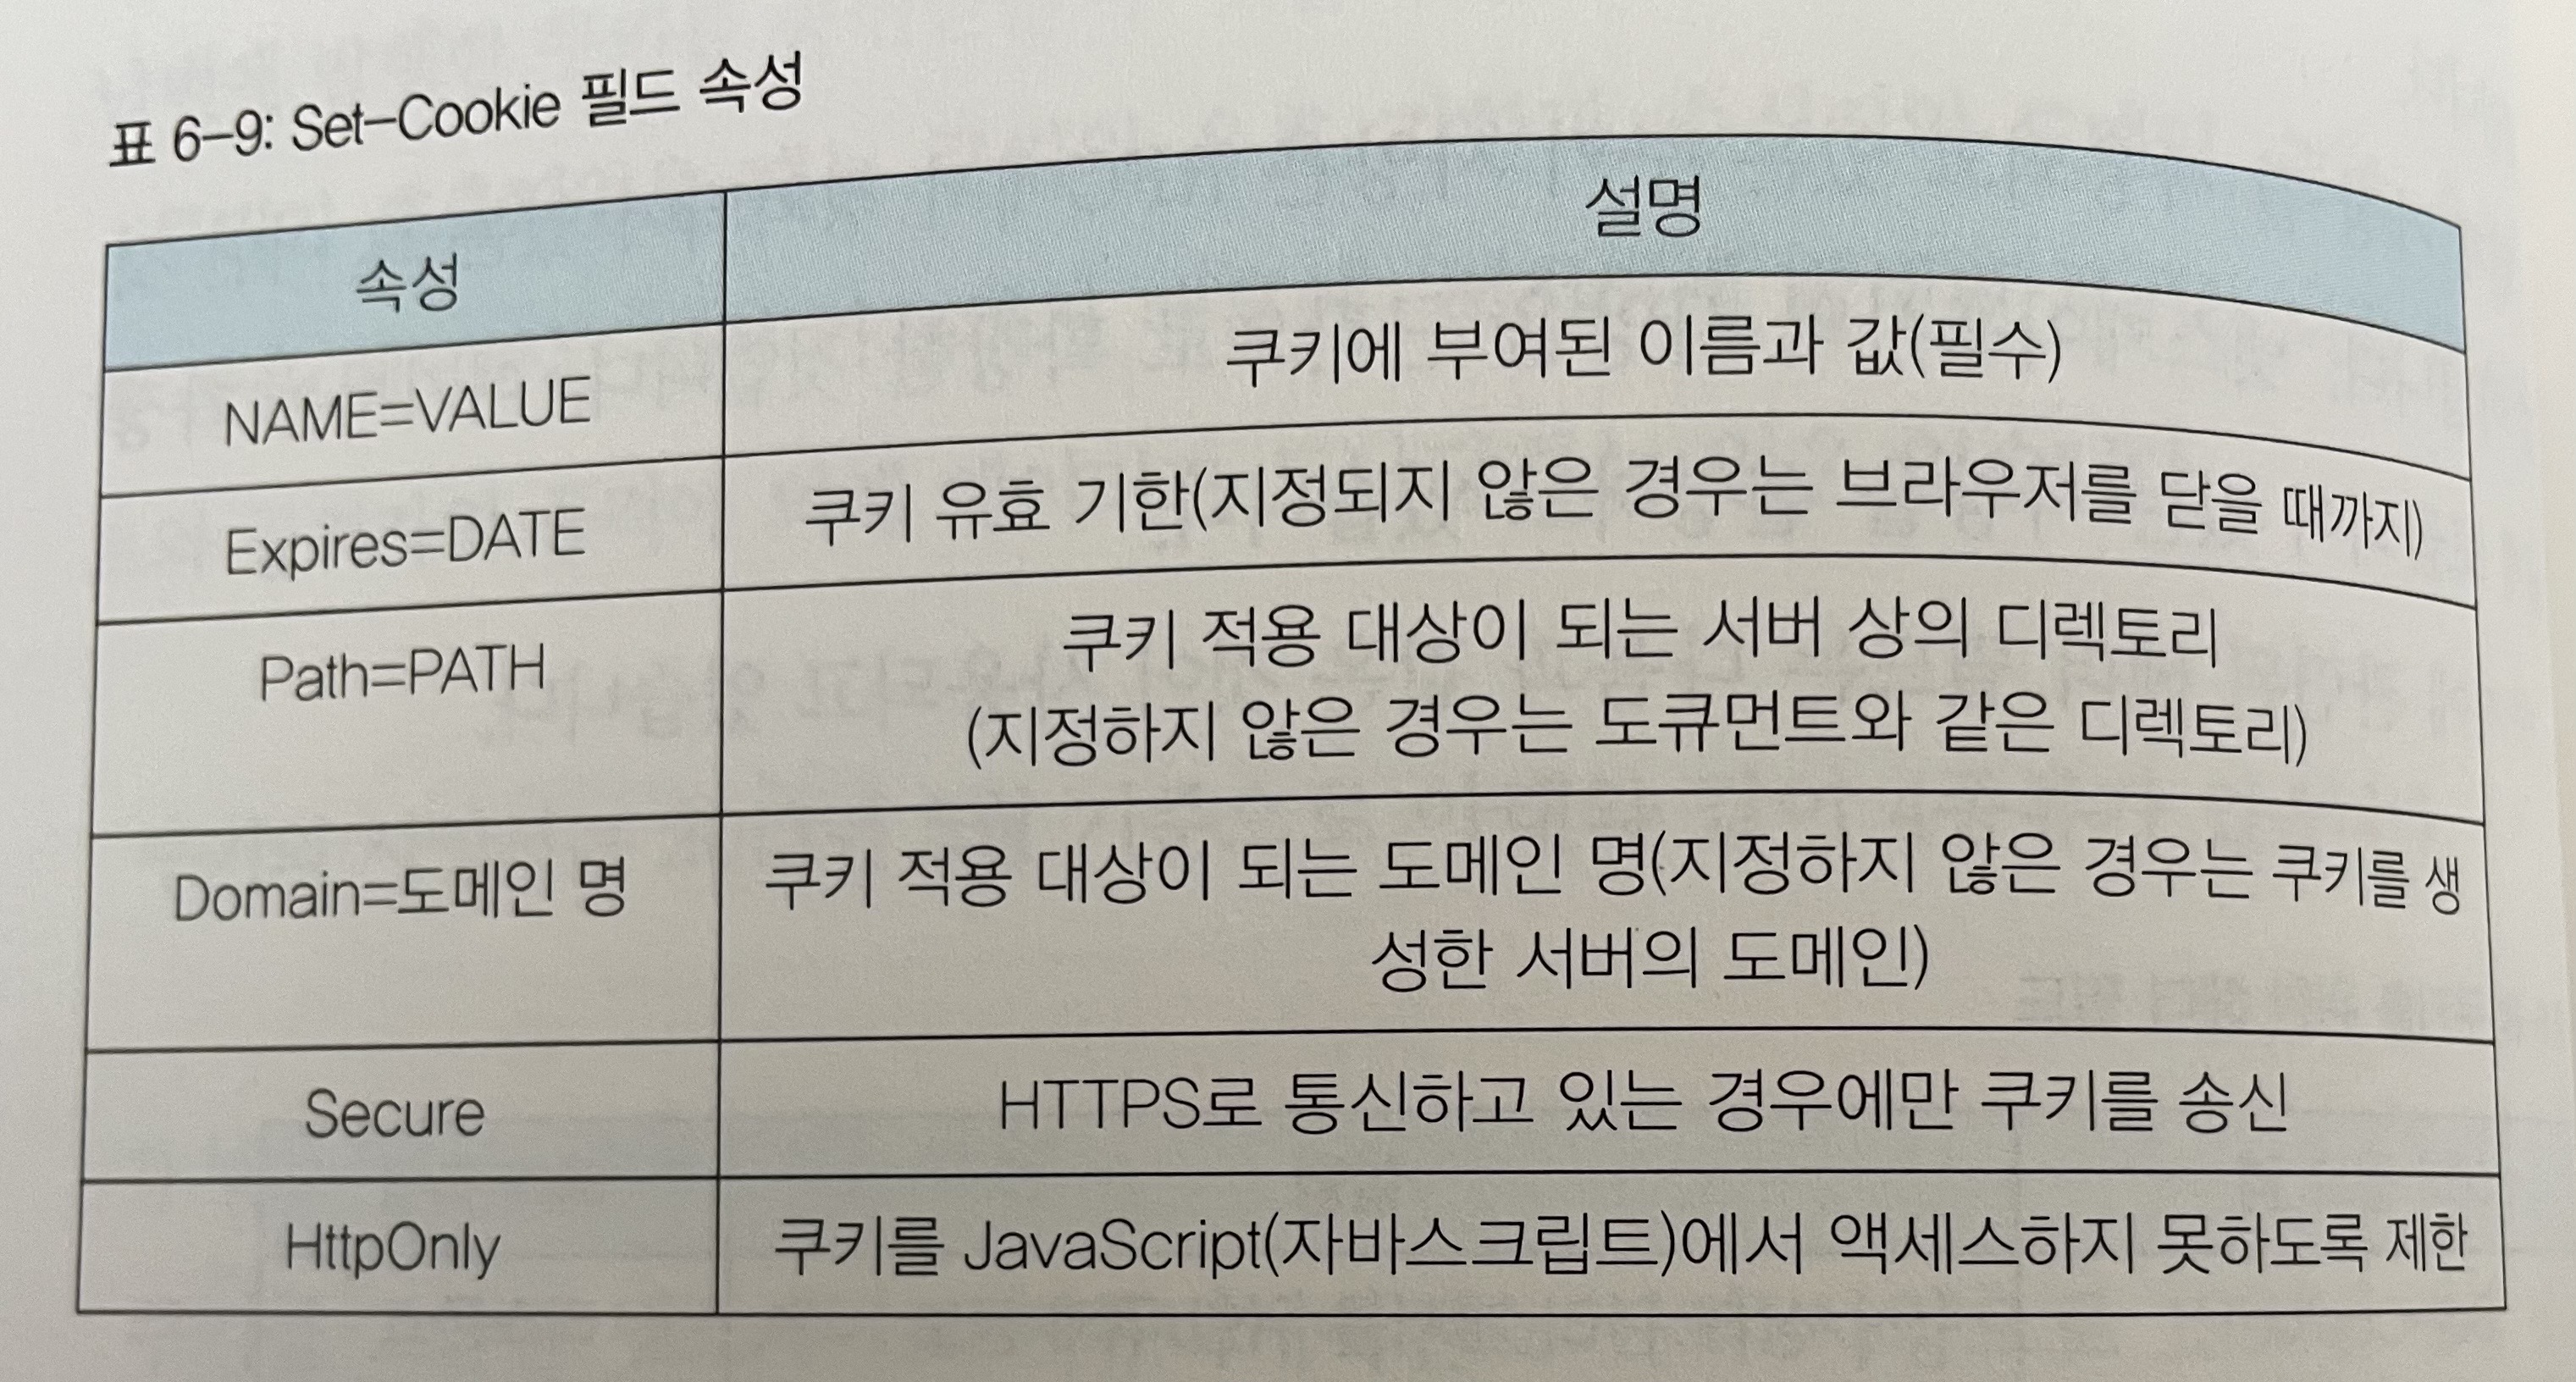 표 6-9: Set-Cookie 필드 속성
속성 설명
NAME=VALUE 쿠키에 부여된 이름과 값(필수)
Expires=DATE 쿠키 유효 기한(지정되지 않은 경우는 브라우저를 닫을 때까지)
Path=PATH 쿠키 적용 대상이 되는 서버 상의 디렉토리
(지정하지 않은 경우는 도큐먼트와 같은 디렉토리)
Domain=도메인 명 쿠키 적용 대상이 되는 도메인 명(지정하지 않은 경우는 쿠키를 생
성한 서버의 도메인)
Secure HTTPS로 통신하고 있는 경우에만 쿠키를 송신
HttpOnly 쿠키를 JavaScript(자바스크립트)에서 액세스하지 못하도록 제한